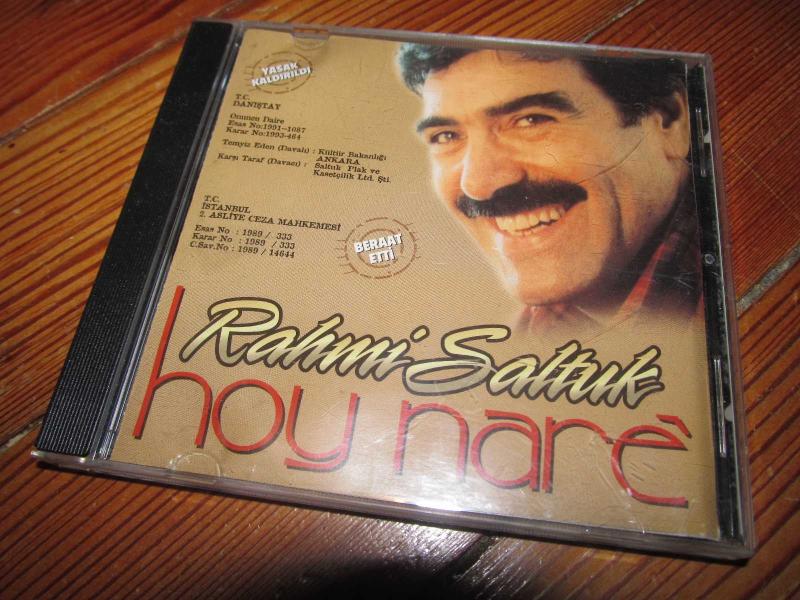 YASAK
KALDIRILDI
T.C.
DANIŞTAY
Onuncu Daire
Esas No:1991-1087
Karar No:1993-464
Temyiz Eden (Davalı) : Kültür Bakanlığı
ANKARA
Karşı Taraf (Davacı) : Saltuk Plak ve
Kasetçilik Ltd. Şti.
T.C.
İSTANBUL
2. ASLİYE CEZA MAHKEMESİ
Esas No : 1989 / 333
Karar No : 1989 / 333
C.Sav.No : 1989 / 14644
BERAAT
ETTİ
Rahmi Saltuk
hoy narê